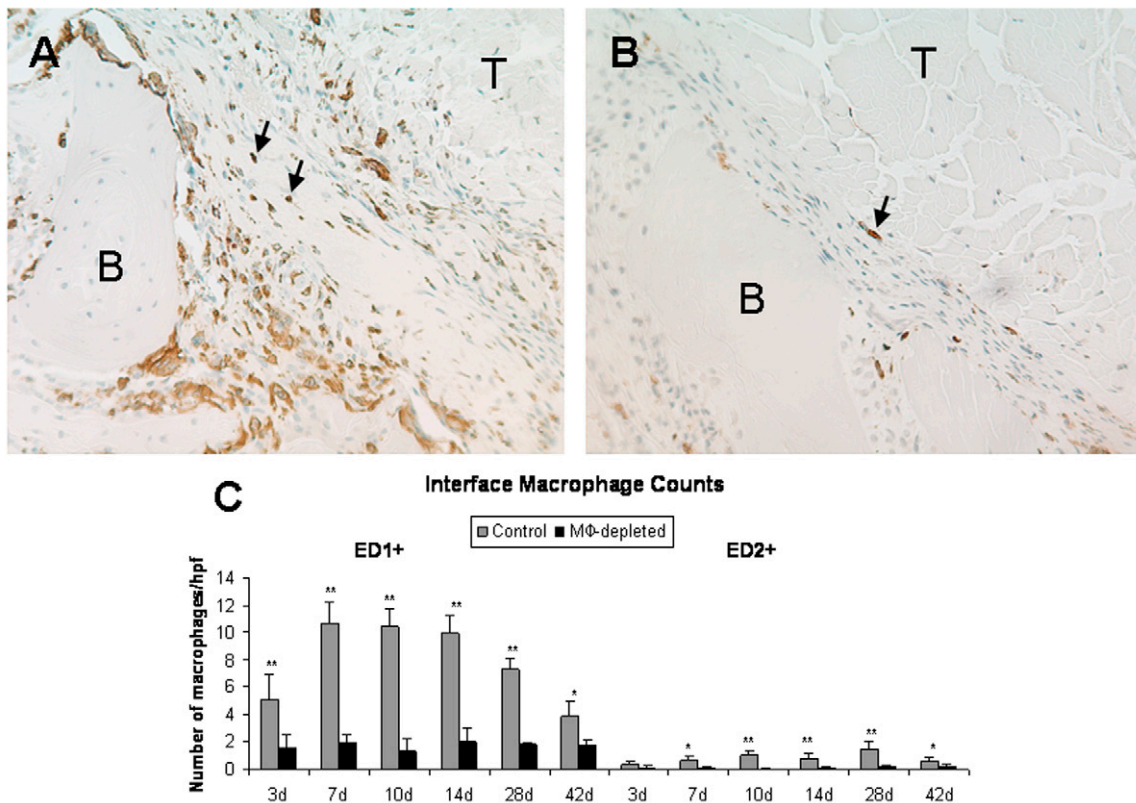 A
T
B
B
T
B
C
Interface Macrophage Counts
Control MΦ-depleted
ED1+ ED2+
Number of macrophages/hpf
14
12
10
8
6
4
2
0
** ** ** ** ** * * ** ** ** *
3d 7d 10d 14d 28d 42d 3d 7d 10d 14d 28d 42d